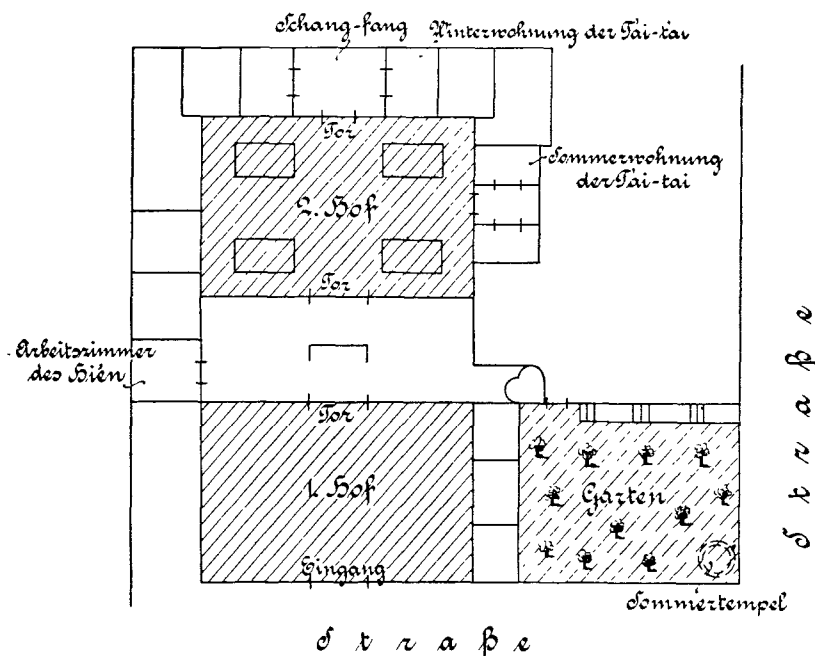 Schang-fang
Hinterwohnung der Tai-tai
Tor
Sommerwohnung
der Tai-tai
2. Hof
Tor
Arbeitszimmer
des Hién
Tor
1. Hof
Garten
Eingang
Sommertempel
Straße
Straße